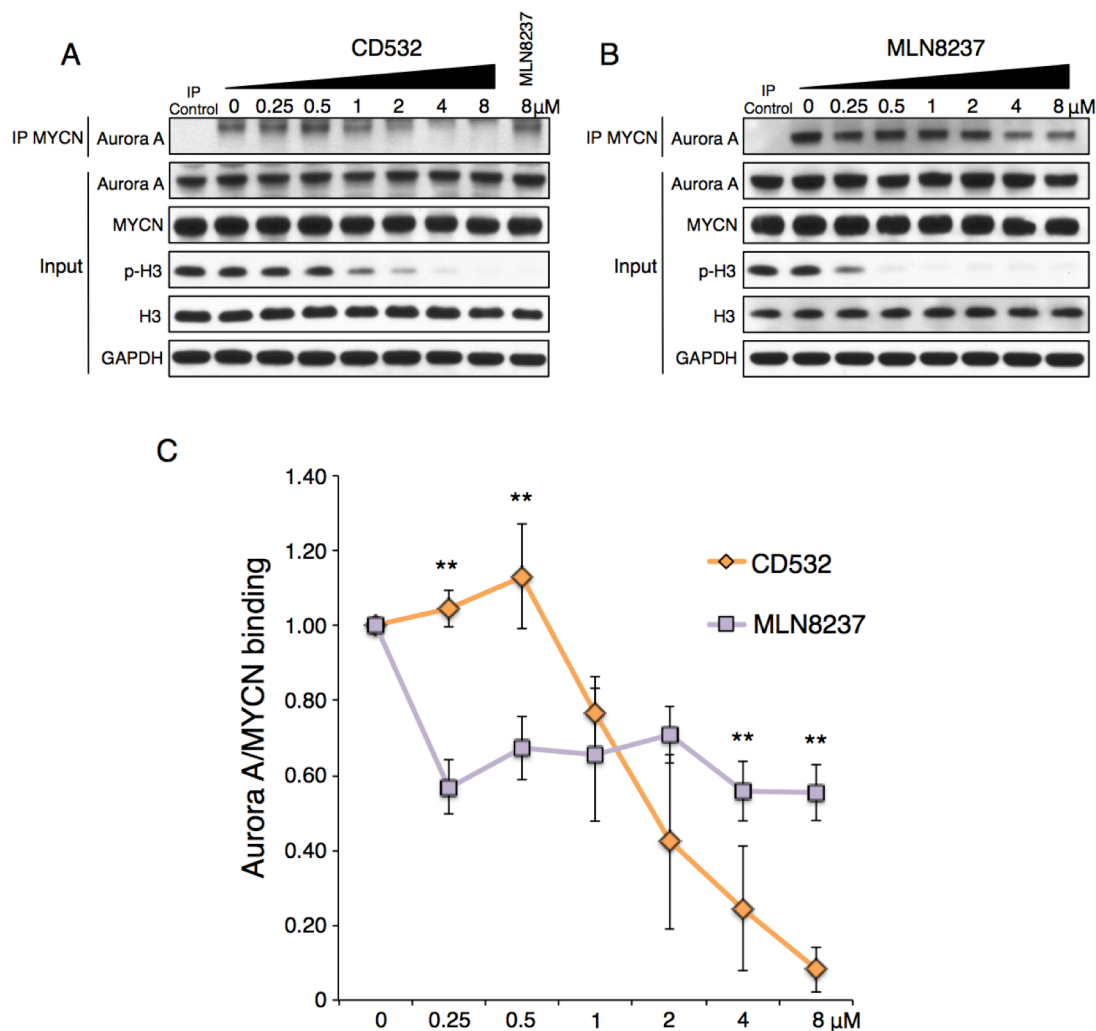 A
CD532
MLN8237
IP
Control
0 0.25 0.5 1 2 4 8 8 µM
IP MYCN Aurora A
Aurora A
MYCN
Input p-H3
H3
GAPDH
B
MLN8237
IP
Control
0 0.25 0.5 1 2 4 8 µM
IP MYCN Aurora A
Aurora A
MYCN
Input p-H3
H3
GAPDH
C
Aurora A/MYCN binding
1.40
1.20
1.00
0.80
0.60
0.40
0.20
0
** ** ** **
CD532
MLN8237
0 0.25 0.5 1 2 4 8 µM